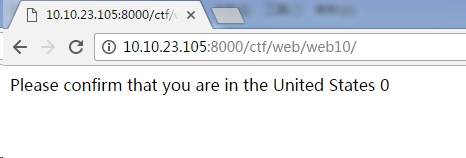 10.10.23.105:8000/ctf/
10.10.23.105:8000/ctf/web/web10/
Please confirm that you are in the United States 0